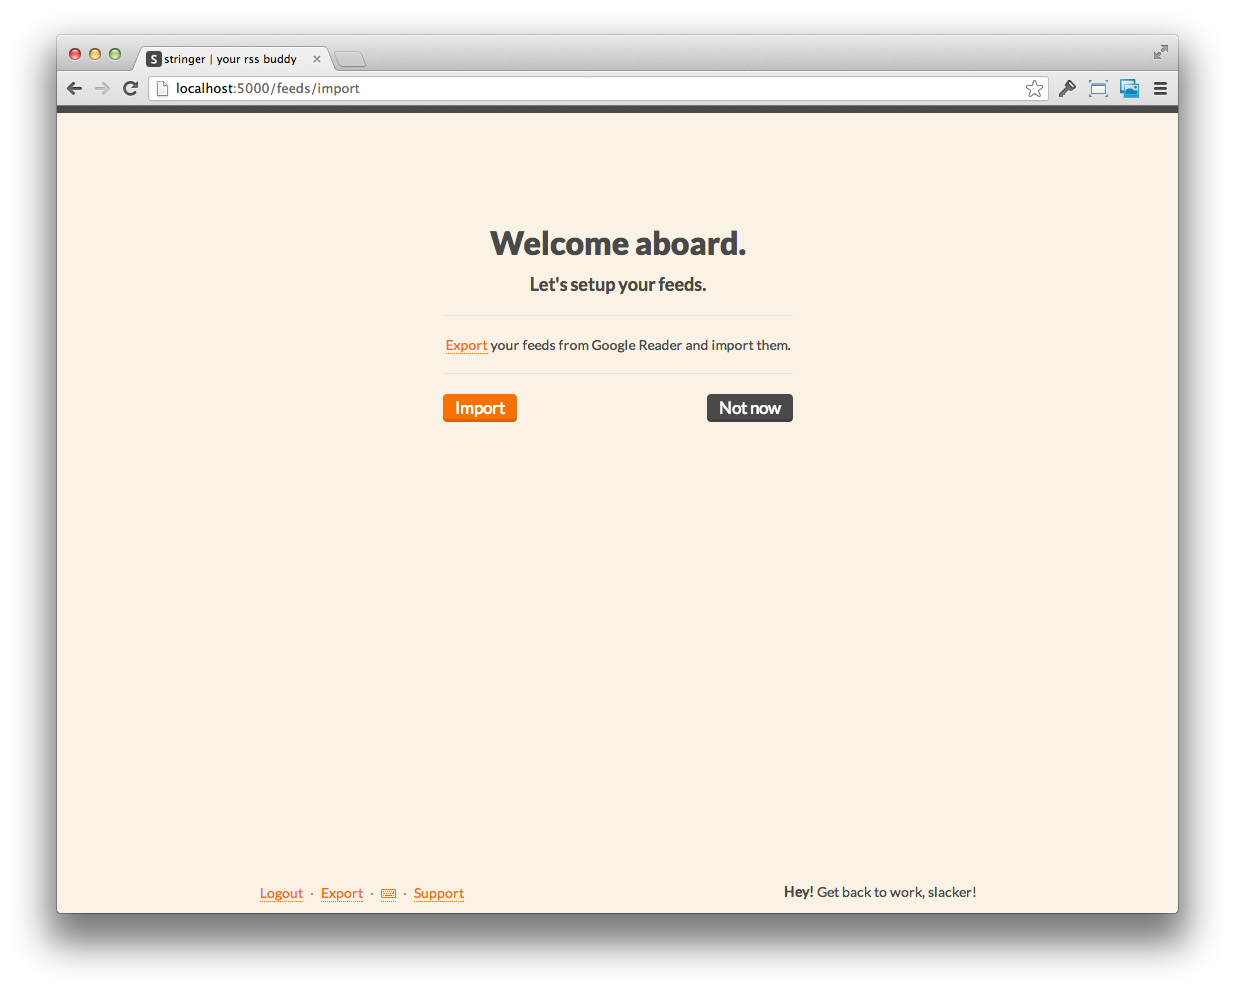 S stringer | your rss buddy
localhost:5000/feeds/import
Welcome aboard.
Let's setup your feeds.
Export your feeds from Google Reader and import them.
Import Not now
Logout · Export · · Support Hey! Get back to work, slacker!